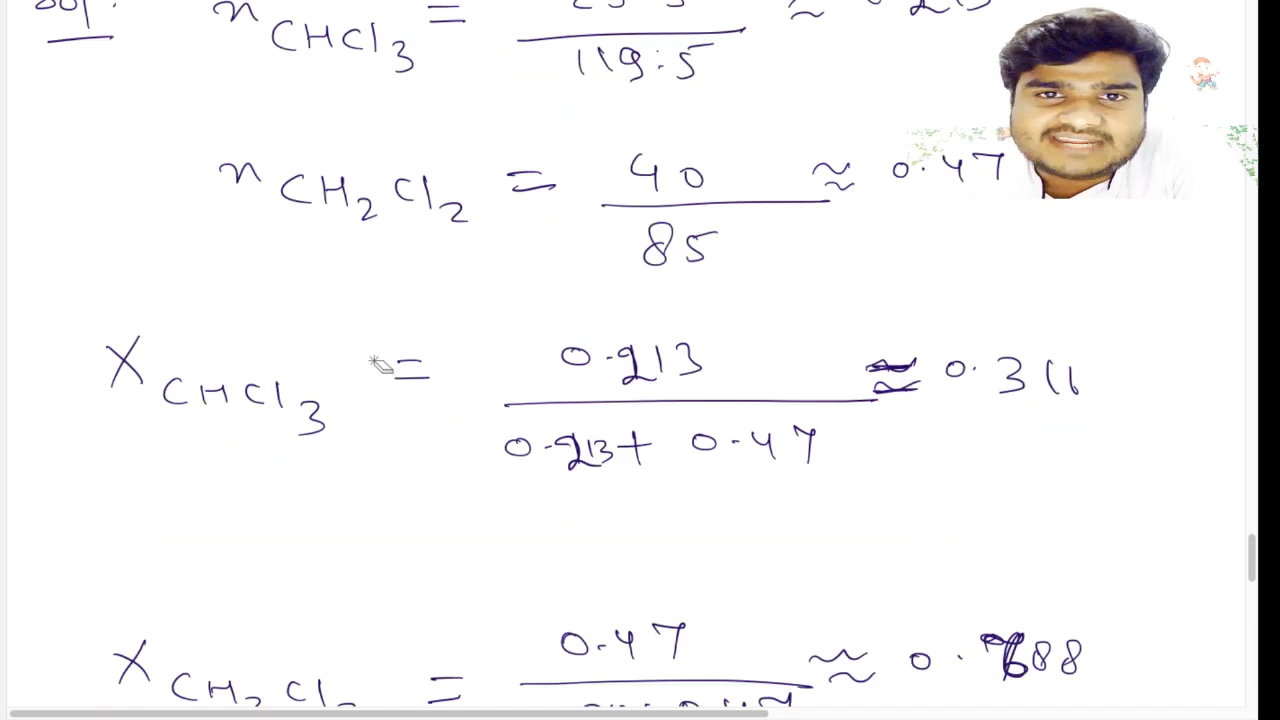 n CHCl3 =
119.5
n CH2Cl2 = 40 ≈ 0.47
85
X CHCl3 = 0.213 ≈ 0.311
0.213 + 0.47
X = 0.47 ≈ 0.688